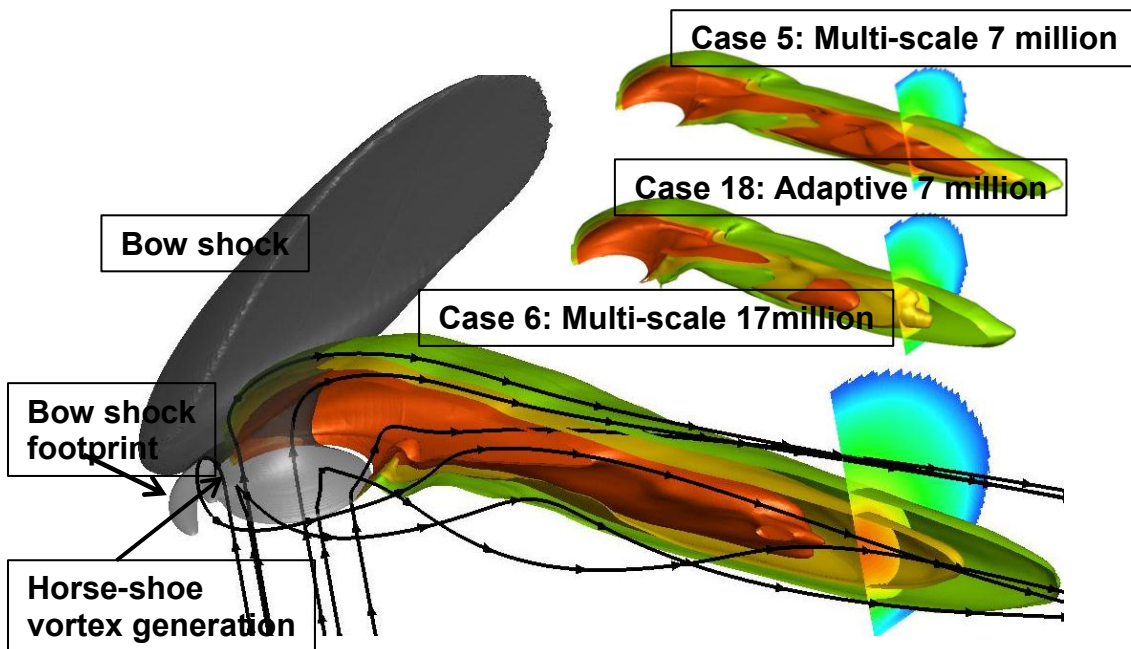 Case 5: Multi-scale 7 million
Case 18: Adaptive 7 million
Bow shock
Case 6: Multi-scale 17million
Bow shock
footprint
Horse-shoe
vortex generation